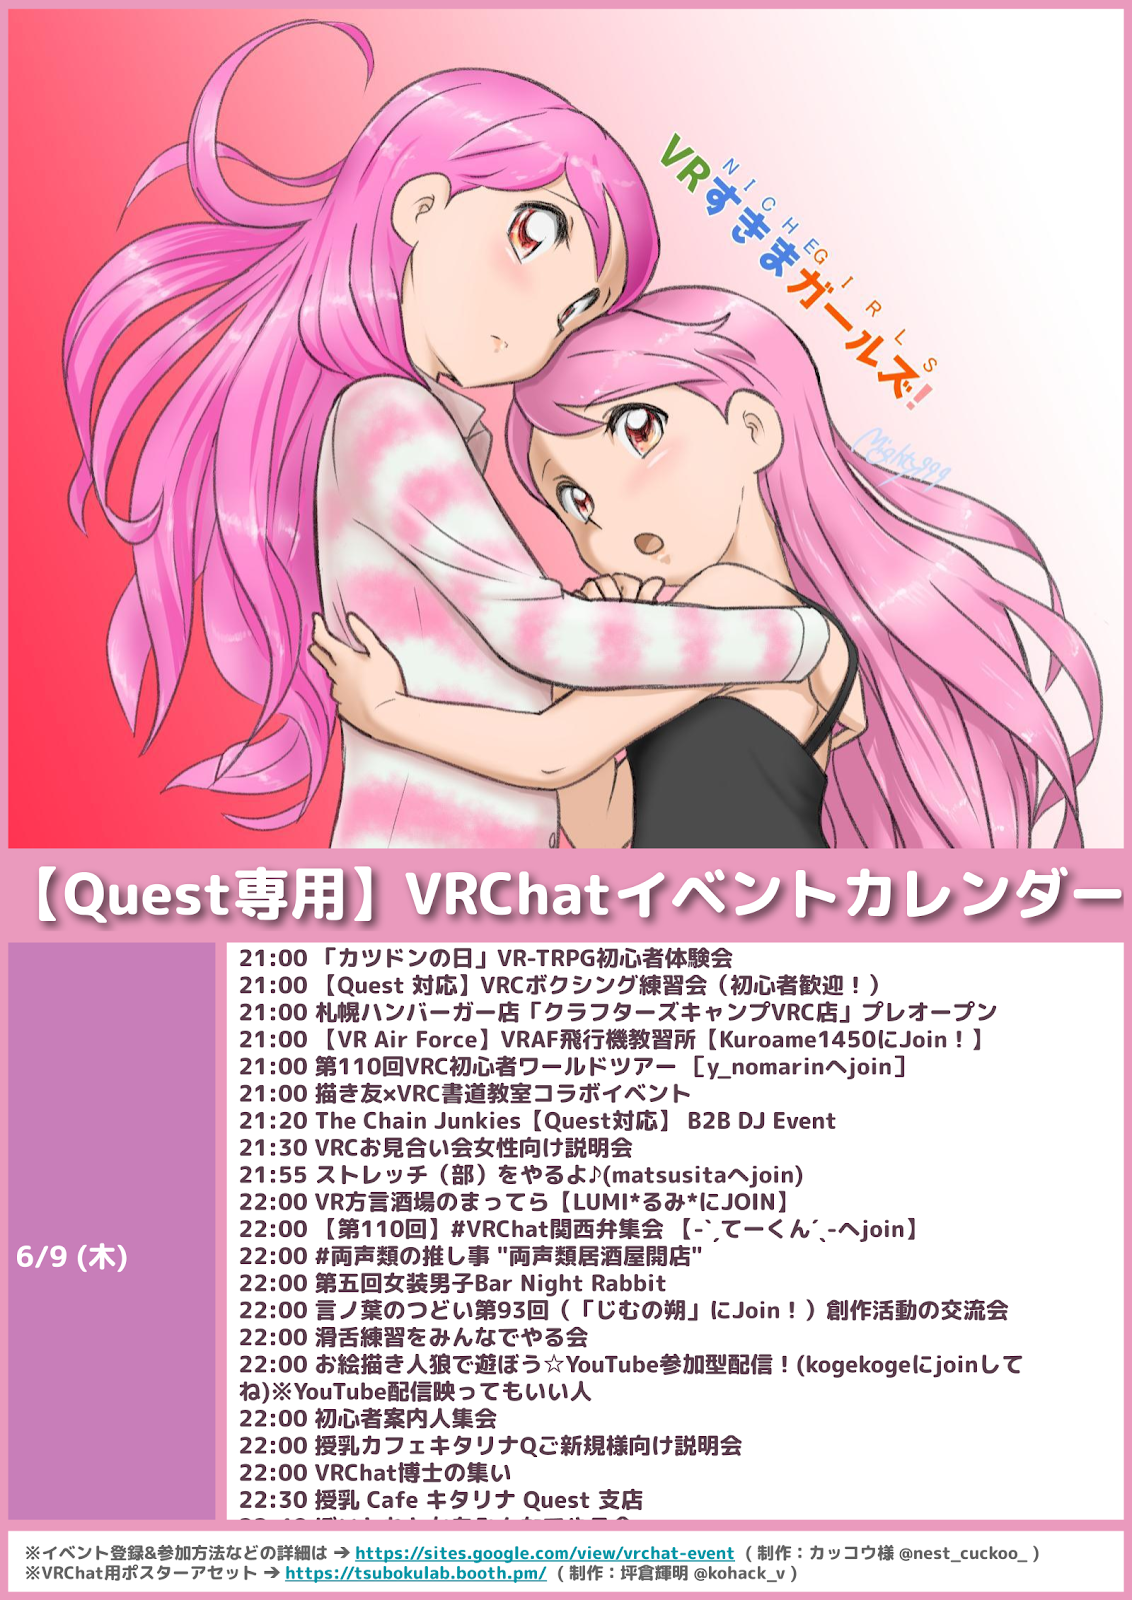 NICHE GIRLS
VRすきまガールズ!
Mighty999
【Quest専用】VRChatイベントカレンダー
6/9 (木)
21:00 「カツドンの日」VR-TRPG初心者体験会
21:00 【Quest 対応】VRCボクシング練習会（初心者歓迎！）
21:00 札幌ハンバーガー店「クラフターズキャンプVRC店」プレオープン
21:00 【VR Air Force】VRAF飛行機教習所【Kuroame1450にJoin！】
21:00 第110回VRC初心者ワールドツアー ［y_nomarinへjoin］
21:00 描き友×VRC書道教室コラボイベント
21:20 The Chain Junkies【Quest対応】 B2B DJ Event
21:30 VRCお見合い会女性向け説明会
21:55 ストレッチ（部）をやるよ♪(matsusitaへjoin)
22:00 VR方言酒場のまってら【LUMI*るみ*にJOIN】
22:00 【第110回】#VRChat関西弁集会 【-ˋˏてーくんˊˎ-へjoin】
22:00 #両声類の推し事 "両声類居酒屋開店"
22:00 第五回女装男子Bar Night Rabbit
22:00 言ノ葉のつどい第93回（「じむの朔」にJoin！）創作活動の交流会
22:00 滑舌練習をみんなでやる会
22:00 お絵描き人狼で遊ぼう☆YouTube参加型配信！(kogekogeにjoinして
ね)※YouTube配信映ってもいい人
22:00 初心者案内人集会
22:00 授乳カフェキタリナQご新規様向け説明会
22:00 VRChat博士の集い
22:30 授乳 Cafe キタリナ Quest 支店
※イベント登録&参加方法などの詳細は ➔ https://sites.google.com/view/vrchat-event （制作：カッコウ様 @nest_cuckoo_ ）
※VRChat用ポスターアセット ➔ https://tsubokulab.booth.pm/ （制作：坪倉輝明 @kohack_v ）